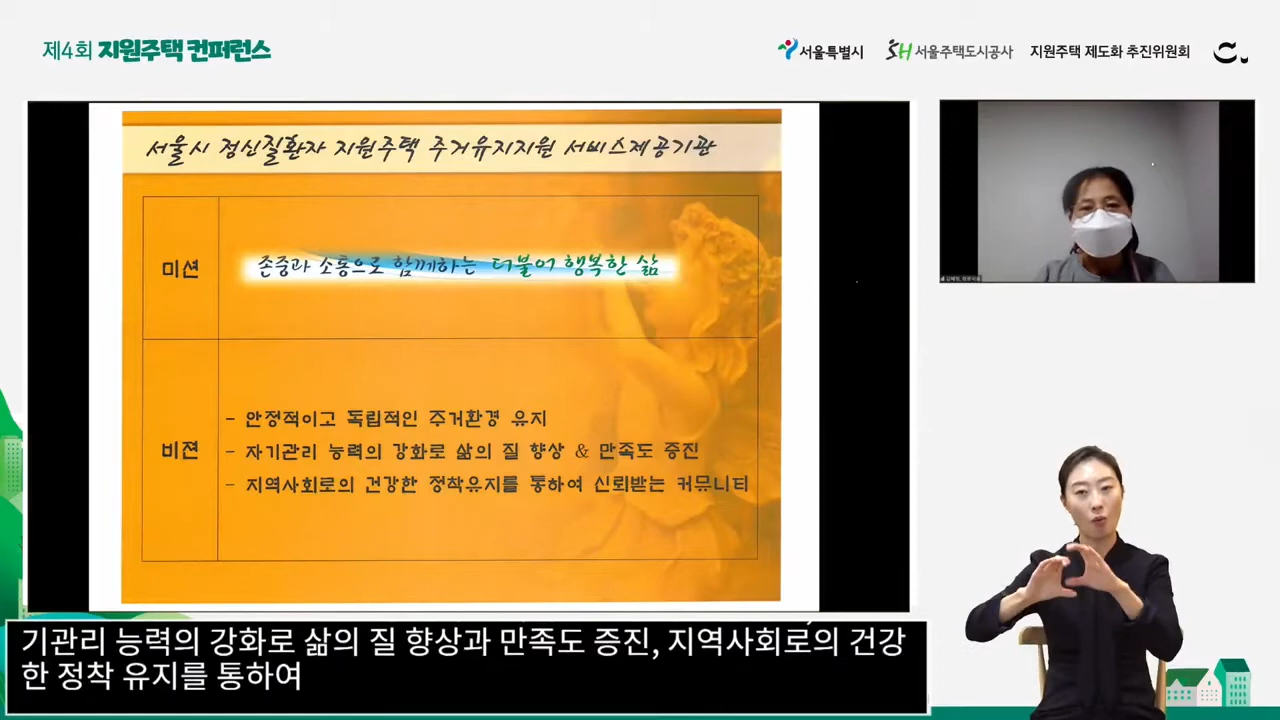 제4회 지원주택 컨퍼런스
서울특별시 SH 서울주택도시공사 지원주택 제도화 추진위원회
서울시 정신질환자 지원주택 주거유지지원 서비스제공기관
미션
존중과 소통으로 함께하는 더불어 행복한 삶
비젼
- 안정적이고 독립적인 주거환경 유지
- 자기관리 능력의 강화로 삶의 질 향상 & 만족도 증진
- 지역사회로의 건강한 정착유지를 통하여 신뢰받는 커뮤니티
기관리 능력의 강화로 삶의 질 향상과 만족도 증진, 지역사회로의 건강
한 정착 유지를 통하여